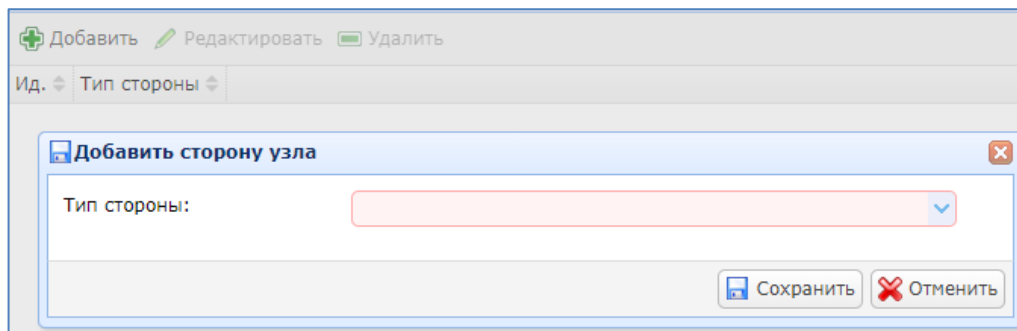 Добавить Редактировать Удалить
Ид. Тип стороны
Добавить сторону узла
Тип стороны:
Сохранить Отменить